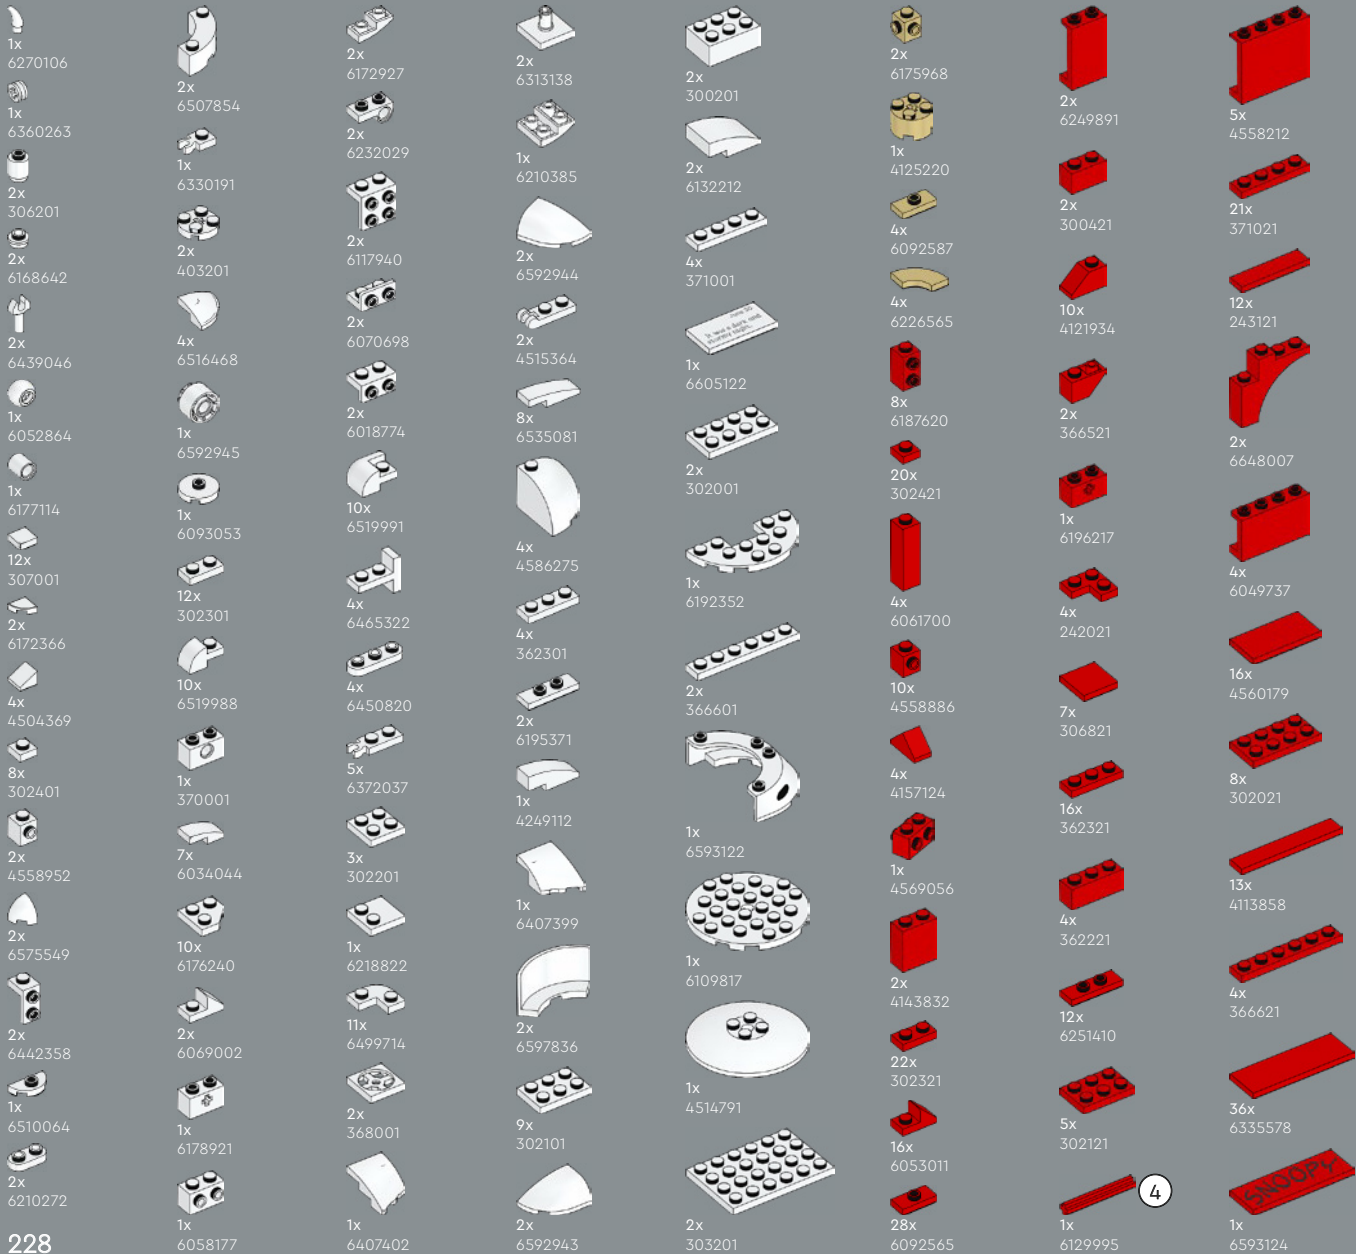 1x
6270106
1x
6360263
2x
306201
2x
6168642
2x
6439046
1x
6052864
1x
6177114
12x
307001
2x
6172366
4x
4504369
8x
302401
2x
4558952
2x
6575549
2x
6442358
1x
6510064
2x
6210272
228
2x
6507854
1x
6330191
2x
403201
4x
6516468
1x
6592945
1x
6093053
12x
302301
10x
6519988
1x
370001
7x
6034044
10x
6176240
2x
6069002
1x
6178921
1x
6058177
2x
6172927
2x
6232029
2x
6117940
2x
6070698
2x
6018774
10x
6519991
4x
6465322
4x
6450820
5x
6372037
3x
302201
1x
6218822
11x
6499714
2x
368001
1x
6407402
2x
6313138
1x
6210385
2x
6592944
2x
4515364
8x
6535081
4x
4586275
4x
362301
2x
6195371
1x
4249112
1x
6407399
2x
6597836
9x
302101
2x
6592943
2x
300201
2x
6132212
4x
371001
It was a dark and
stormy night.
1x
6605122
2x
302001
1x
6192352
2x
366601
1x
6593122
1x
6109817
1x
4514791
2x
303201
2x
6175968
1x
4125220
4x
6092587
4x
6226565
8x
6187620
20x
302421
4x
6061700
10x
4558886
4x
4157124
1x
4569056
2x
4143832
22x
302321
16x
6053011
28x
6092565
2x
6249891
2x
300421
10x
4121934
2x
366521
1x
6196217
4x
242021
7x
306821
16x
362321
4x
362221
12x
6251410
5x
302121
4
1x
6129995
5x
4558212
21x
371021
12x
243121
2x
6648007
4x
6049737
16x
4560179
8x
302021
13x
4113858
4x
366621
36x
6335578
SNOOPY
1x
6593124